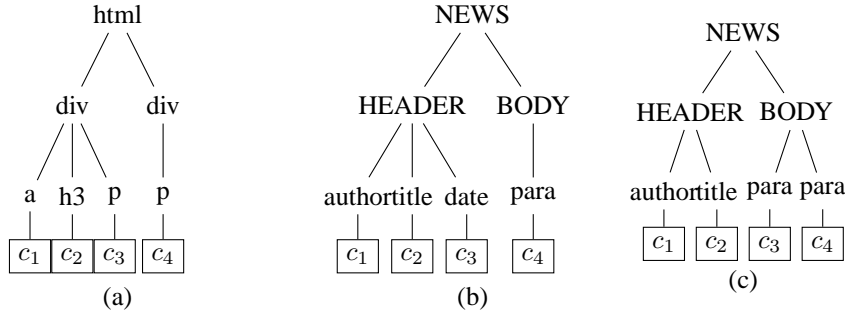 html
div div
a h3 p p
c1 c2 c3 c4
(a)
NEWS
HEADER BODY
author title date para
c1 c2 c3 c4
(b)
NEWS
HEADER BODY
author title para para
c1 c2 c3 c4
(c)